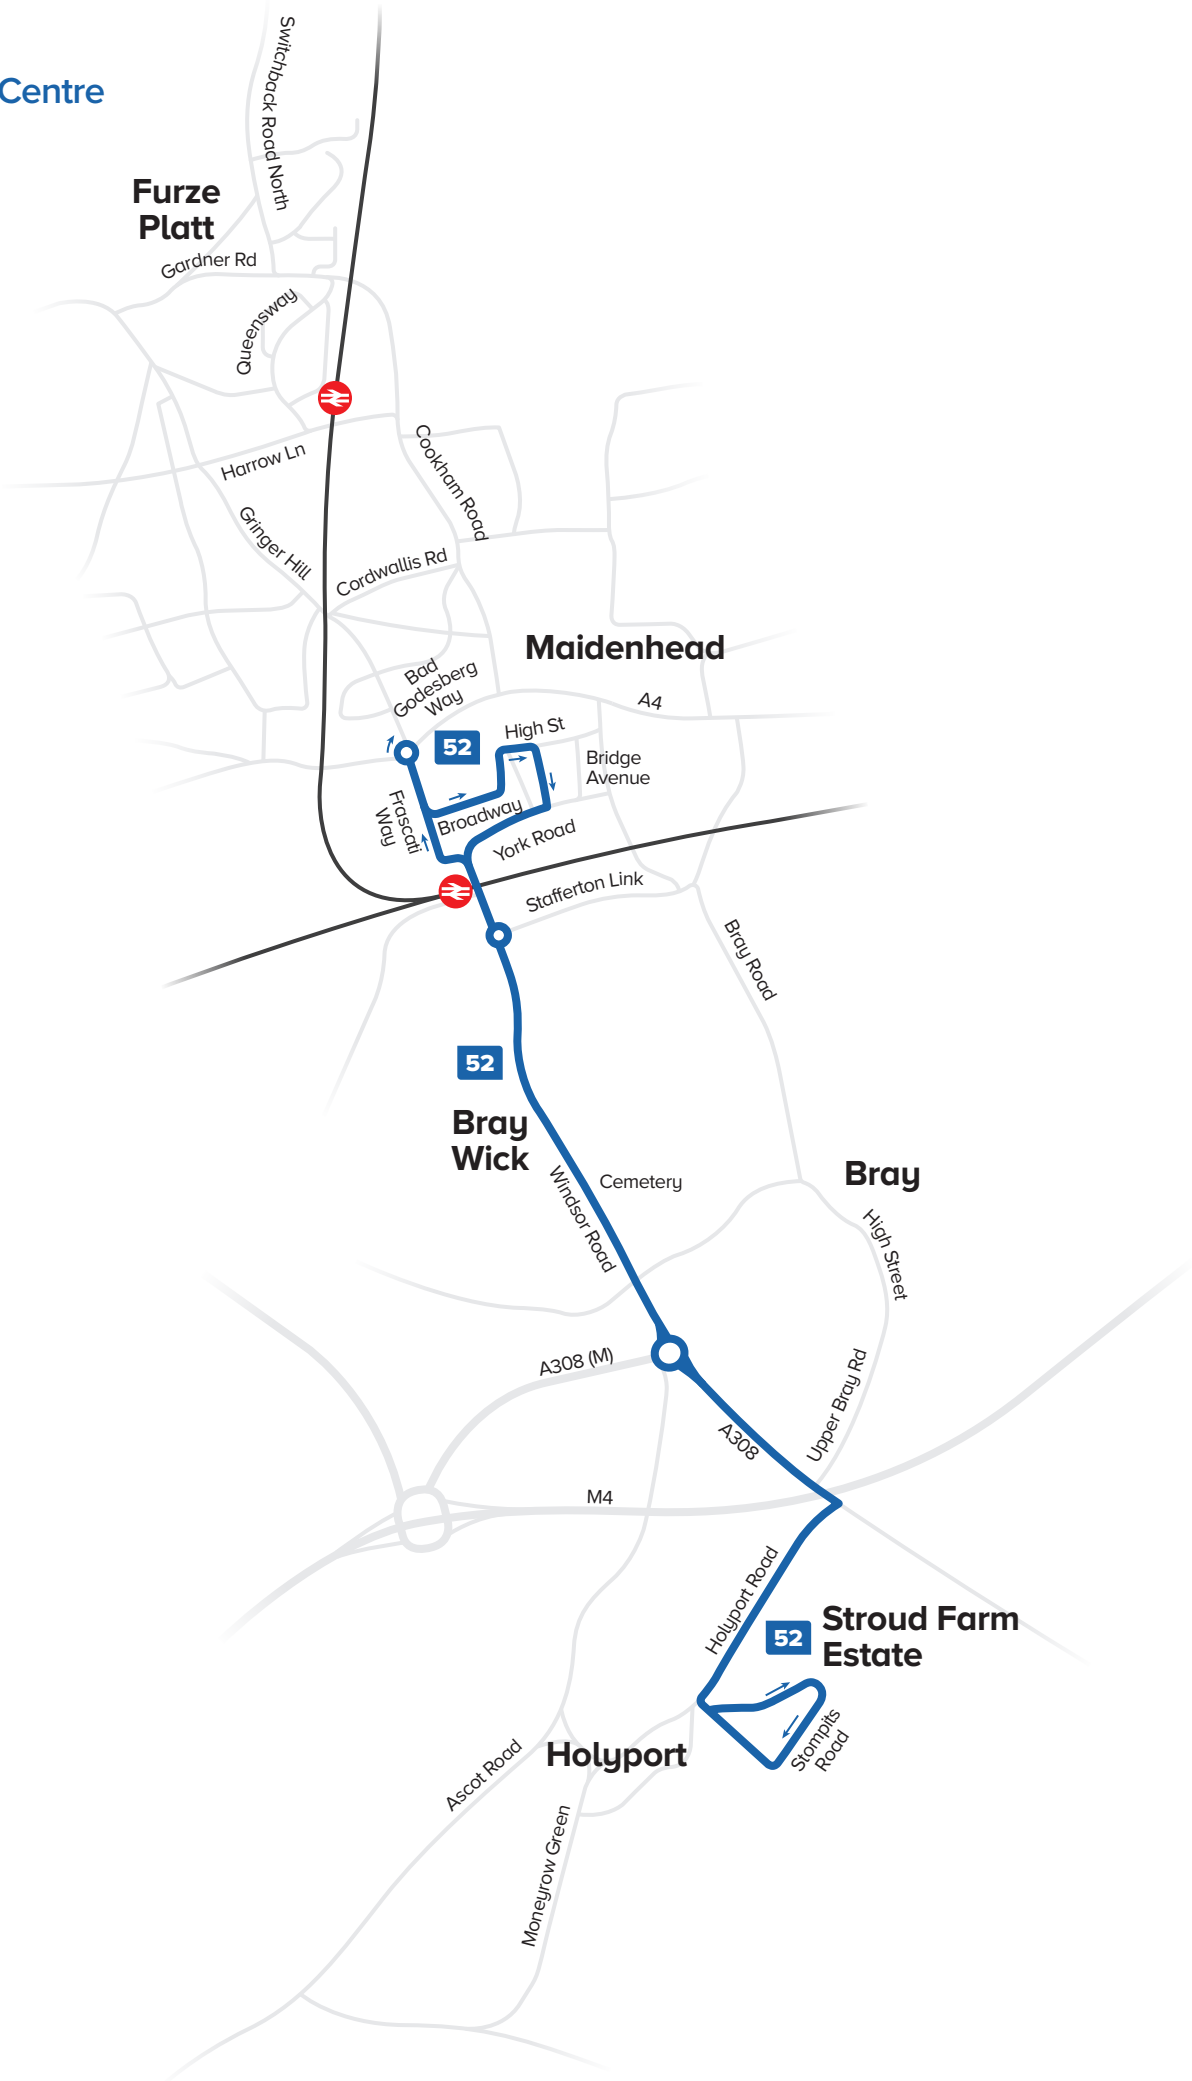 Switchback Road North
Centre
Furze
Platt
Gardner Rd
Queensway
Harrow Ln
Cookham Road
Gringer Hill
Cordwallis Rd
Maidenhead
Bad
Godesberg
Way
A4
High St
52
Bridge
Avenue
Frascati
Way
Broadway
York Road
Stafferton Link
Bray Road
52
Bray
Wick
Windsor Road
Cemetery
Bray
High Street
A308 (M)
Upper Bray Rd
A308
M4
Holyport Road
52
Stroud Farm
Estate
Stompits
Road
Holyport
Ascot Road
Moneyrow Green